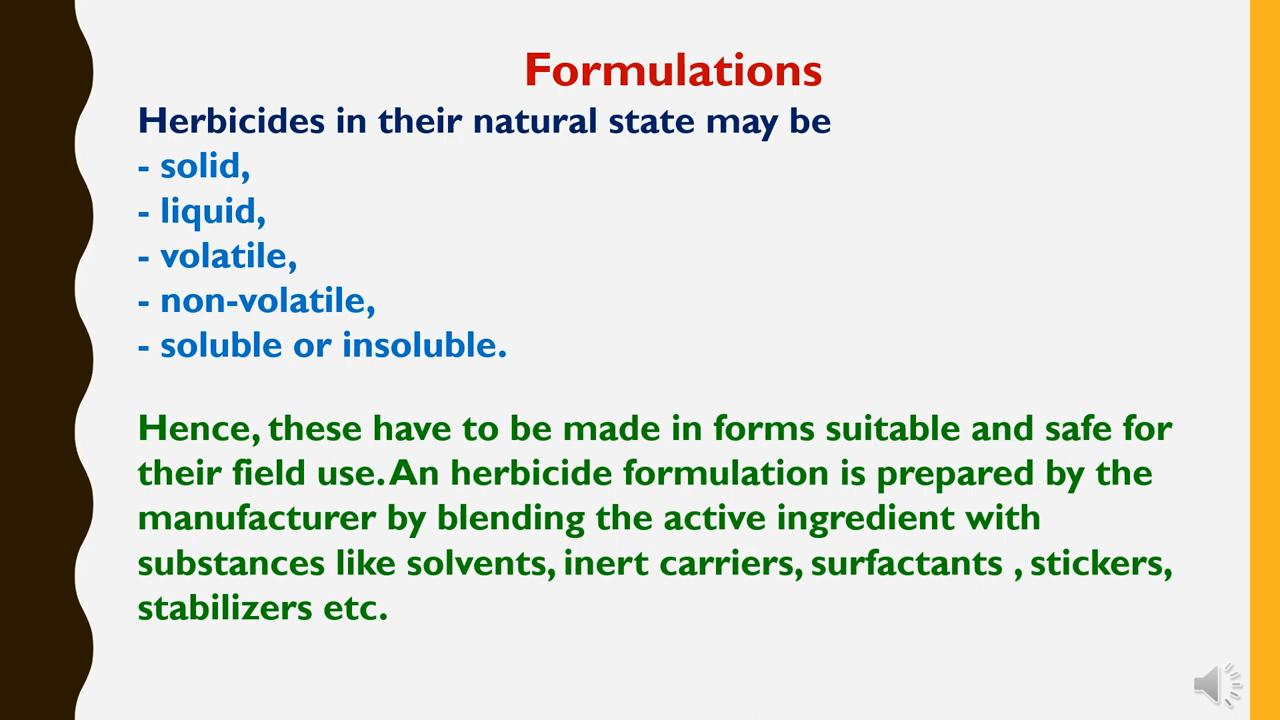 Formulations
Herbicides in their natural state may be
- solid,
- liquid,
- volatile,
- non-volatile,
- soluble or insoluble.
Hence, these have to be made in forms suitable and safe for
their field use. An herbicide formulation is prepared by the
manufacturer by blending the active ingredient with
substances like solvents, inert carriers, surfactants , stickers,
stabilizers etc.